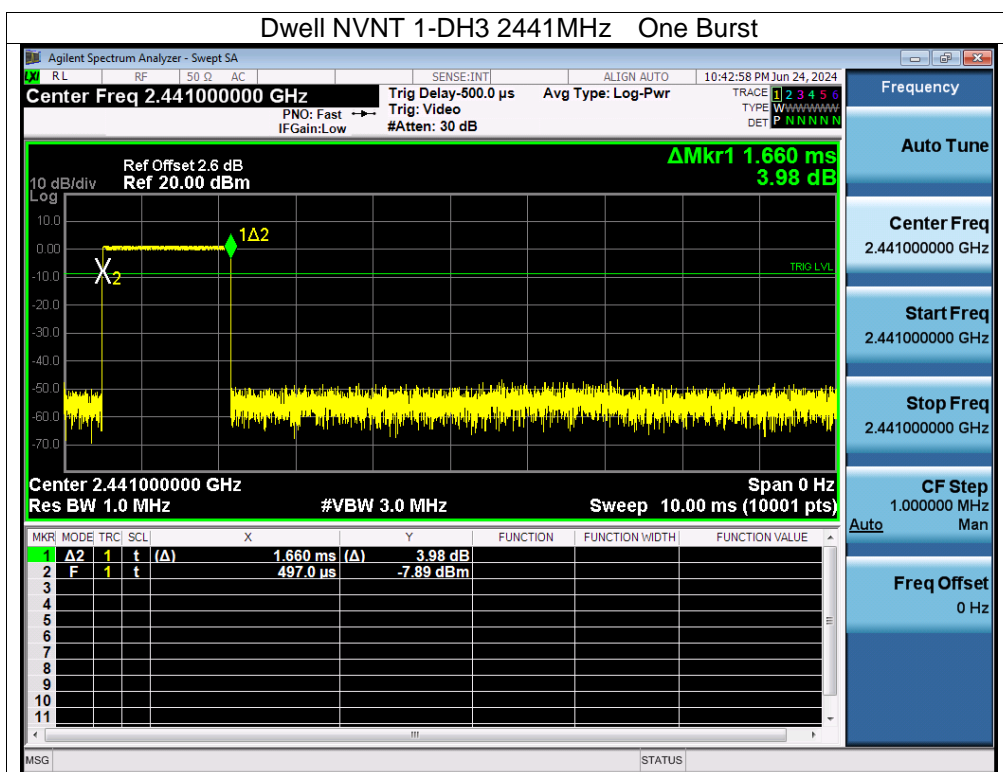 Dwell NVNT 1-DH3 2441MHz One Burst
Agilent Spectrum Analyzer - Swept SA
LXI RL RF 50 Ω AC SENSE:INT ALIGN AUTO 10:42:58 PM Jun 24, 2024
Center Freq 2.441000000 GHz Trig Delay-500.0 µs Avg Type: Log-Pwr TRACE 1 2 3 4 5 6
PNO: Fast Trig: Video TYPE WWWWWW
IFGain:Low #Atten: 30 dB DET P N N N N N
Frequency
Auto Tune
Center Freq
2.441000000 GHz
Start Freq
2.441000000 GHz
Stop Freq
2.441000000 GHz
CF Step
1.000000 MHz
Auto Man
Freq Offset
0 Hz
ΔMkr1 1.660 ms
3.98 dB
Ref Offset 2.6 dB
10 dB/div Ref 20.00 dBm
Log
10.0
0.00
-10.0
-20.0
-30.0
-40.0
-50.0
-60.0
-70.0
1Δ2
2
TRIG LVL
Center 2.441000000 GHz Span 0 Hz
Res BW 1.0 MHz #VBW 3.0 MHz Sweep 10.00 ms (10001 pts)
MKR MODE TRC SCL X Y FUNCTION FUNCTION WIDTH FUNCTION VALUE
1 Δ2 1 t (Δ) 1.660 ms (Δ) 3.98 dB
2 F 1 t 497.0 µs -7.89 dBm
3
4
5
6
7
8
9
10
11
MSG STATUS